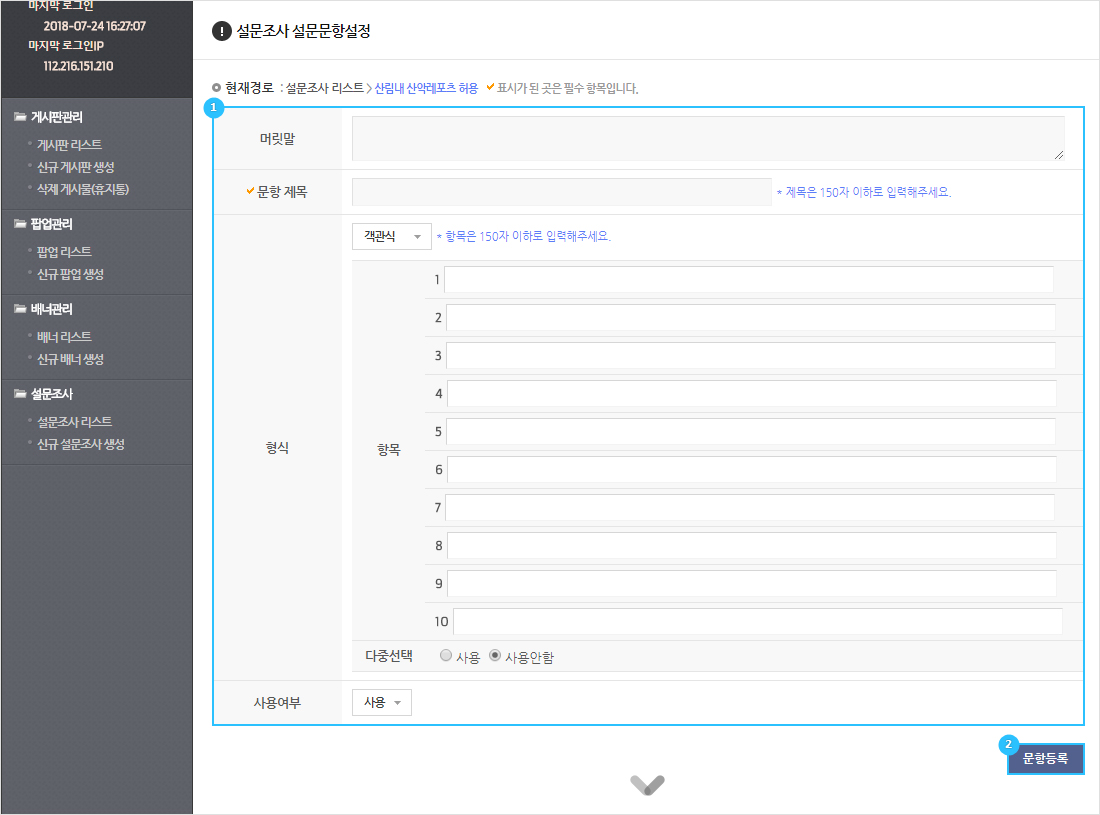 마지막 로그인
2018-07-24 16:27:07
마지막 로그인IP
112.216.151.210
게시판관리
게시판 리스트
신규 게시판 생성
삭제 게시물(휴지통)
팝업관리
팝업 리스트
신규 팝업 생성
배너관리
배너 리스트
신규 배너 생성
설문조사
설문조사 리스트
신규 설문조사 생성
! 설문조사 설문문항설정
현재경로 : 설문조사 리스트 > 산림내 산악레포츠 허용 ✔표시가 된 곳은 필수 항목입니다.
1
머릿말
✔문항 제목 * 제목은 150자 이하로 입력해주세요.
형식
객관식 * 항목은 150자 이하로 입력해주세요.
항목
1
2
3
4
5
6
7
8
9
10
다중선택 사용 사용안함
사용여부 사용
2
문항등록